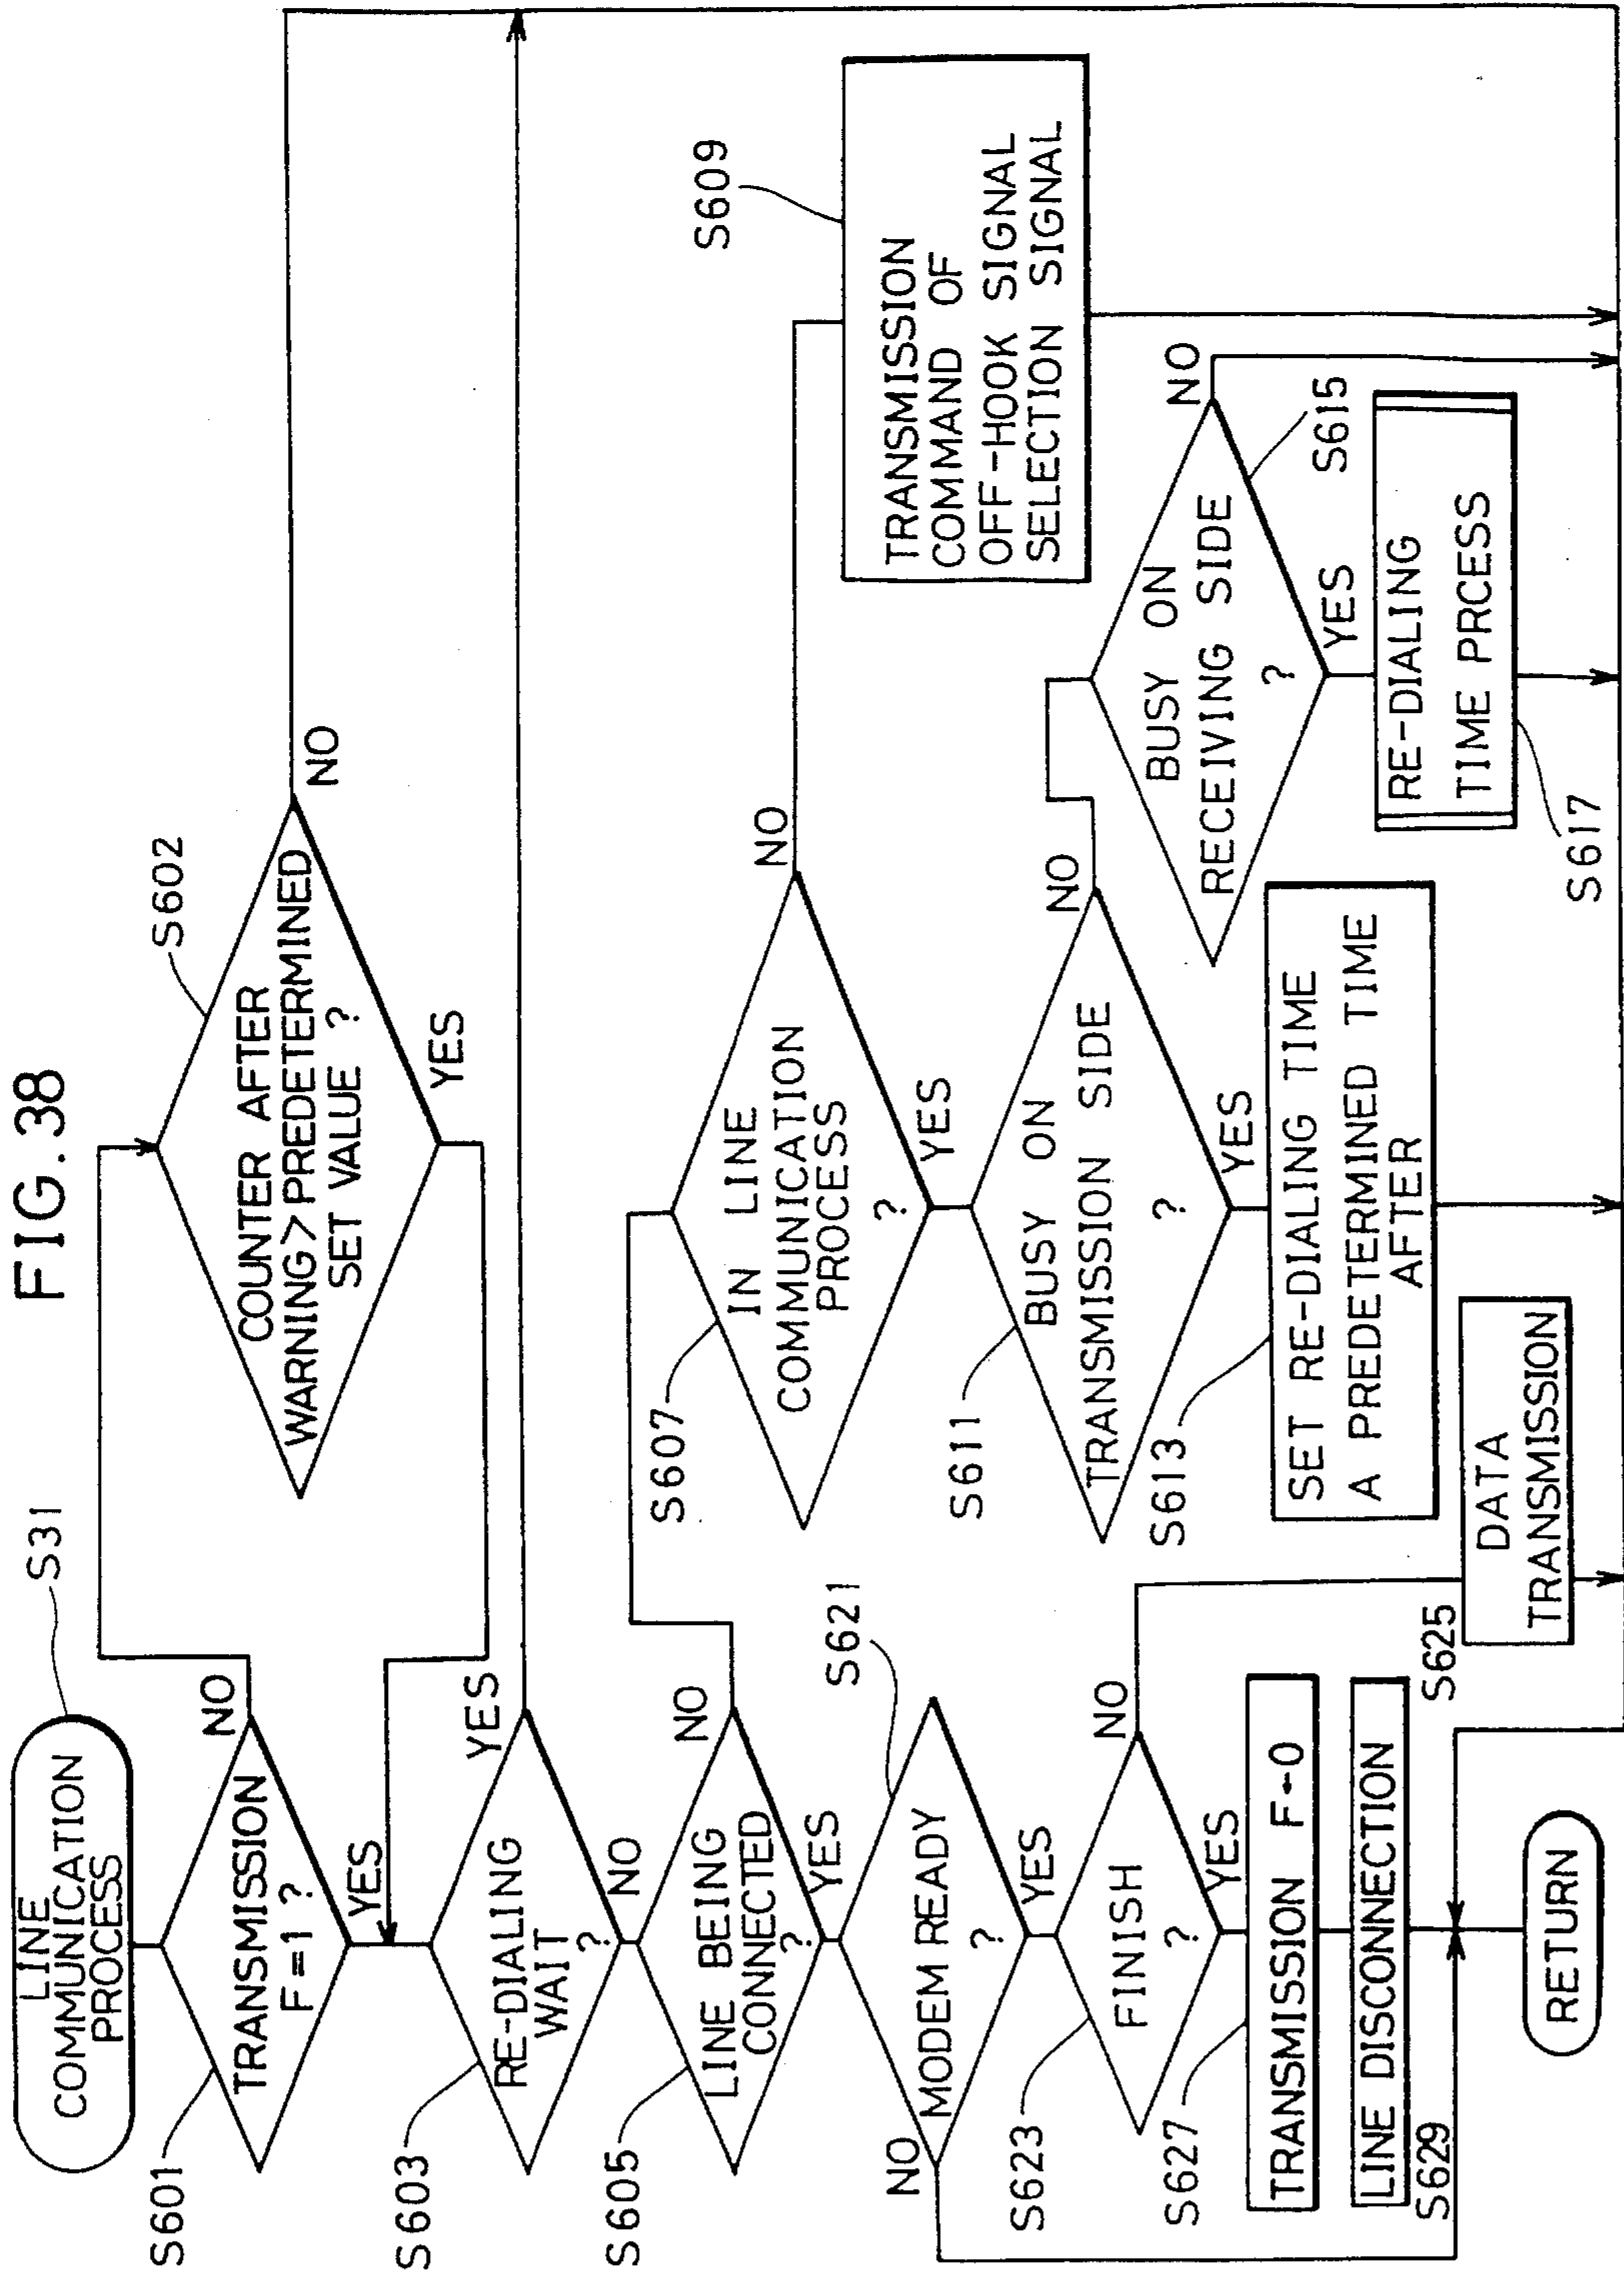 FIG. 38
LINE
COMMUNICATION
PROCESS
S31
S601
TRANSMISSION
F=1 ?
NO
YES
S602
COUNTER AFTER
WARNING>PREDETERMINED
SET VALUE ?
NO
YES
S603
RE-DIALING
WAIT
?
YES
NO
S605
LINE BEING
CONNECTED
?
NO
YES
S607
IN LINE
COMMUNICATION
PROCESS
?
NO
YES
S609
TRANSMISSION
COMMAND OF
OFF-HOOK SIGNAL
SELECTION SIGNAL
S611
BUSY ON
TRANSMISSION SIDE
?
NO
YES
S613
SET RE-DIALING TIME
A PREDETERMINED TIME
AFTER
BUSY ON
RECEIVING SIDE
?
NO
S615
YES
RE-DIALING
TIME PRCESS
S617
S621
MODEM READY
?
NO
YES
S623
FINISH
?
NO
YES
S625
DATA
TRANSMISSION
S627
TRANSMISSION F←0
LINE DISCONNECTION
S629
RETURN